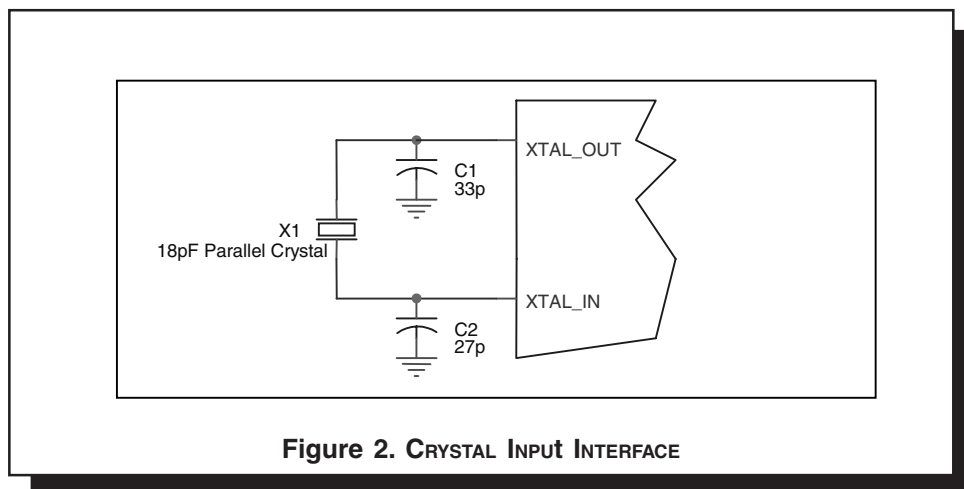 XTAL_OUT
C1
33p
X1
18pF Parallel Crystal
XTAL_IN
C2
27p
Figure 2. CRYSTAL INPUT INTERFACE